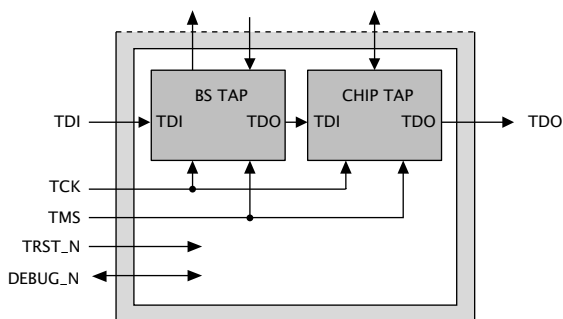 BS TAP CHIP TAP
TDI TDI TDO TDI TDO TDO
TCK
TMS
TRST_N
DEBUG_N